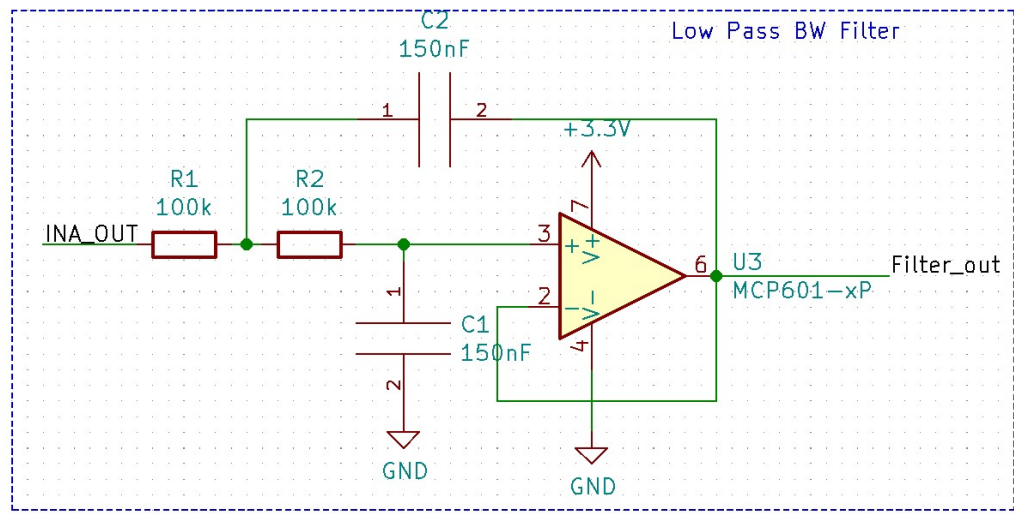 C2
150nF
Low Pass BW Filter
1
2
+3.3V
R1
100k
R2
100k
7
INA_OUT
3
+
V+
6
U3
MCP601-xP
Filter_out
2
-
V-
4
1
C1
150nF
2
GND
GND